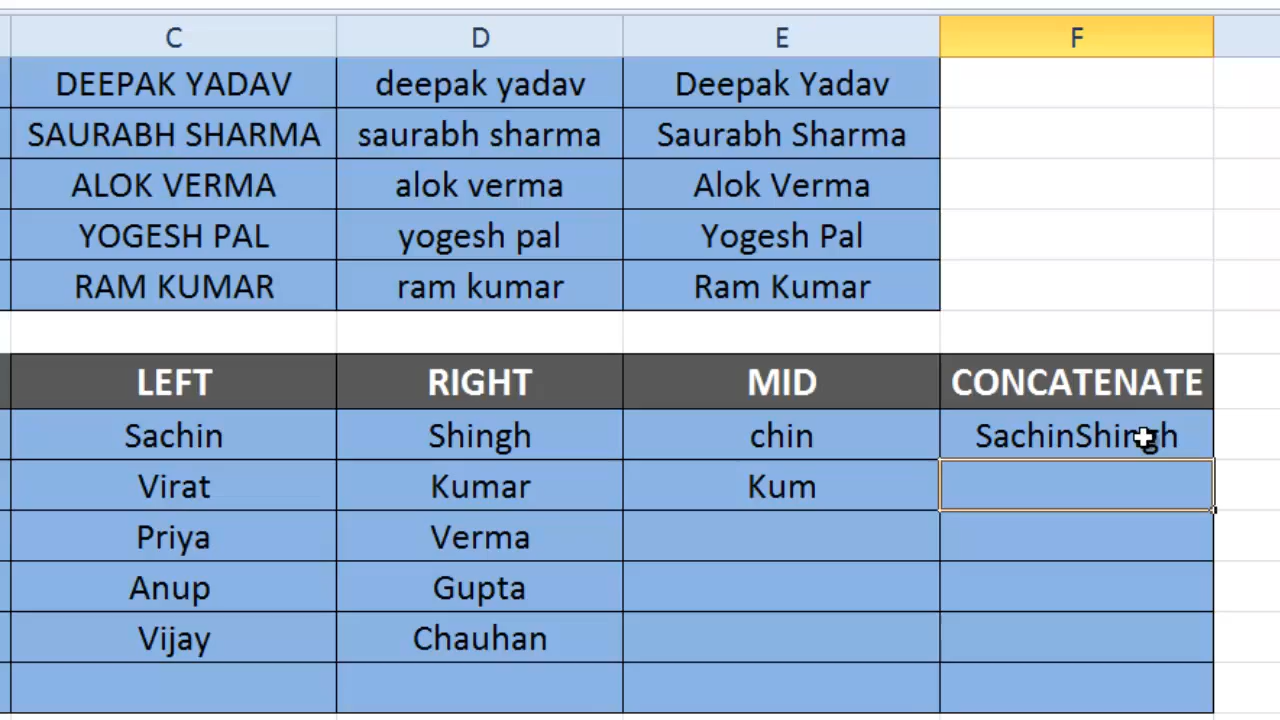 C D E F
DEEPAK YADAV deepak yadav Deepak Yadav
SAURABH SHARMA saurabh sharma Saurabh Sharma
ALOK VERMA alok verma Alok Verma
YOGESH PAL yogesh pal Yogesh Pal
RAM KUMAR ram kumar Ram Kumar
LEFT RIGHT MID CONCATENATE
Sachin Shingh chin SachinShingh
Virat Kumar Kum
Priya Verma
Anup Gupta
Vijay Chauhan